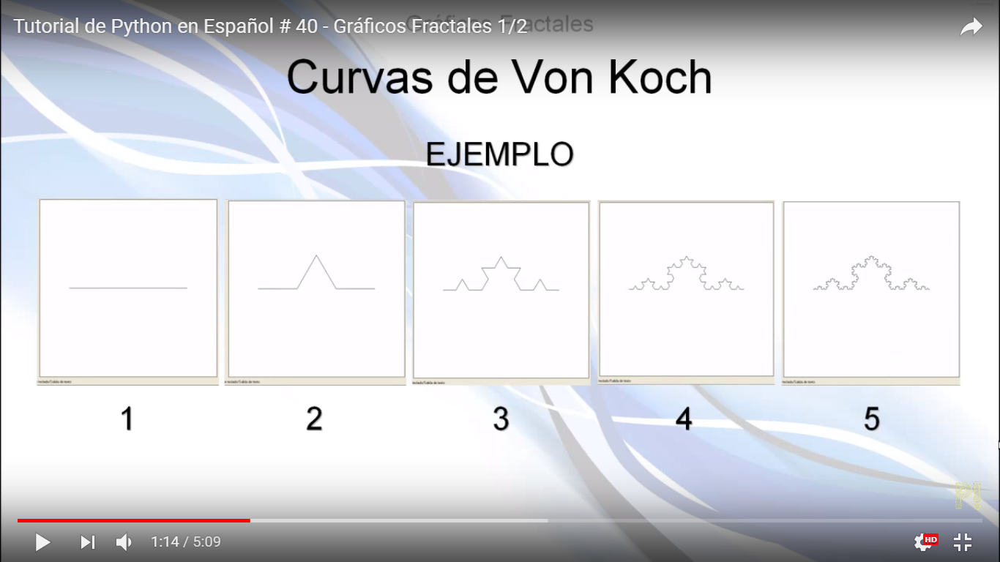 Tutorial de Python en Español # 40 - Gráficos Fractales 1/2
Gráficos Fractales
Curvas de Von Koch
EJEMPLO
teclado/Salida de texto
e teclado/Salida de texto
teclado/Salida de texto
teclado/Salida de texto
teclado/Salida de texto
1
2
3
4
5
PI
1:14 / 5:09
HD